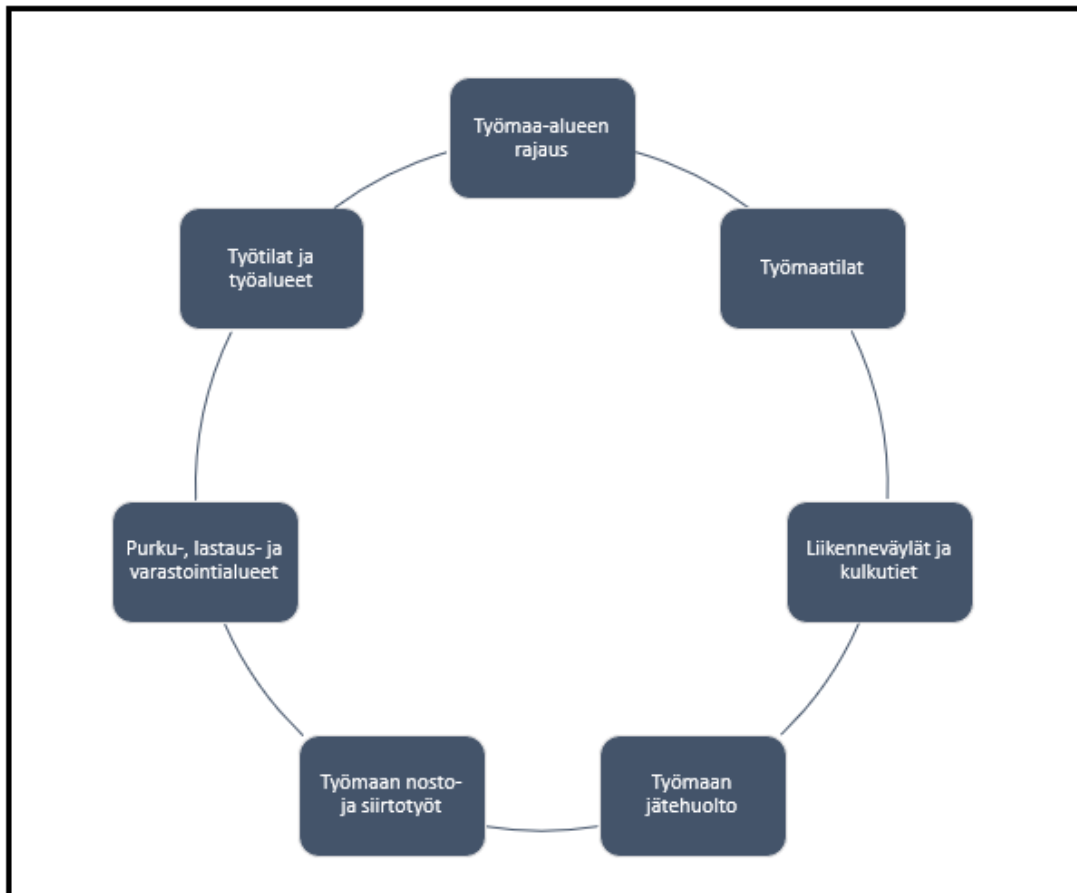 Työmaa-alueen
rajaus
Työmaatilat
Liikenneväylät ja
kulkutiet
Työmaan
jätehuolto
Työmaan nosto-
ja siirtotyöt
Purku-, lastaus- ja
varastointialueet
Työtilat ja
työalueet